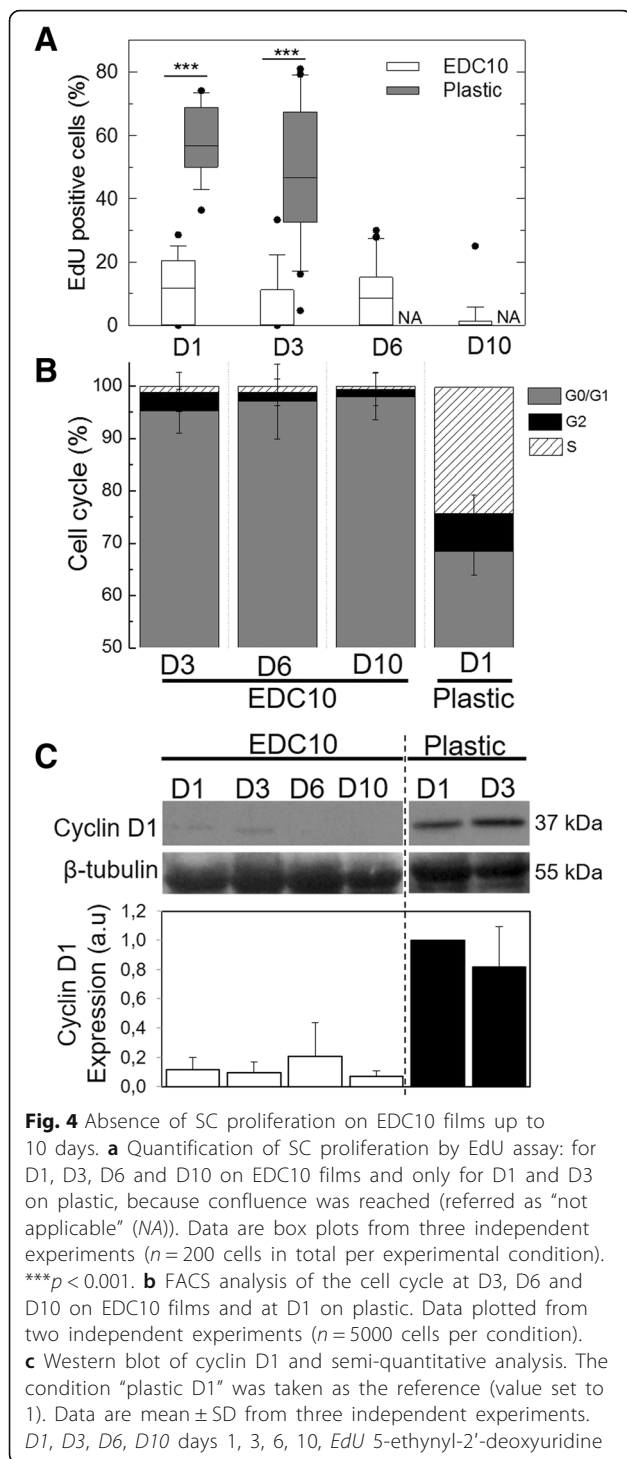 A
EdU positive cells (%)
80
60
40
20
0
***
***
EDC10
Plastic
NA
NA
D1
D3
D6
D10
B
Cell cycle (%)
100
90
80
70
60
50
G0/G1
G2
S
D3
D6
D10
D1
EDC10
Plastic
C
EDC10
Plastic
D1 D3 D6 D10 D1 D3
Cyclin D1
37 kDa
β-tubulin
55 kDa
Cyclin D1
Expression (a.u)
1,2
1,0
0,8
0,6
0,4
0,2
0,0
Fig. 4 Absence of SC proliferation on EDC10 films up to
10 days. a Quantification of SC proliferation by EdU assay: for
D1, D3, D6 and D10 on EDC10 films and only for D1 and D3
on plastic, because confluence was reached (referred as “not
applicable” (NA)). Data are box plots from three independent
experiments (n = 200 cells in total per experimental condition).
***p < 0.001. b FACS analysis of the cell cycle at D3, D6 and
D10 on EDC10 films and at D1 on plastic. Data plotted from
two independent experiments (n = 5000 cells per condition).
c Western blot of cyclin D1 and semi-quantitative analysis. The
condition “plastic D1” was taken as the reference (value set to
1). Data are mean ± SD from three independent experiments.
D1, D3, D6, D10 days 1, 3, 6, 10, EdU 5-ethynyl-2′-deoxyuridine